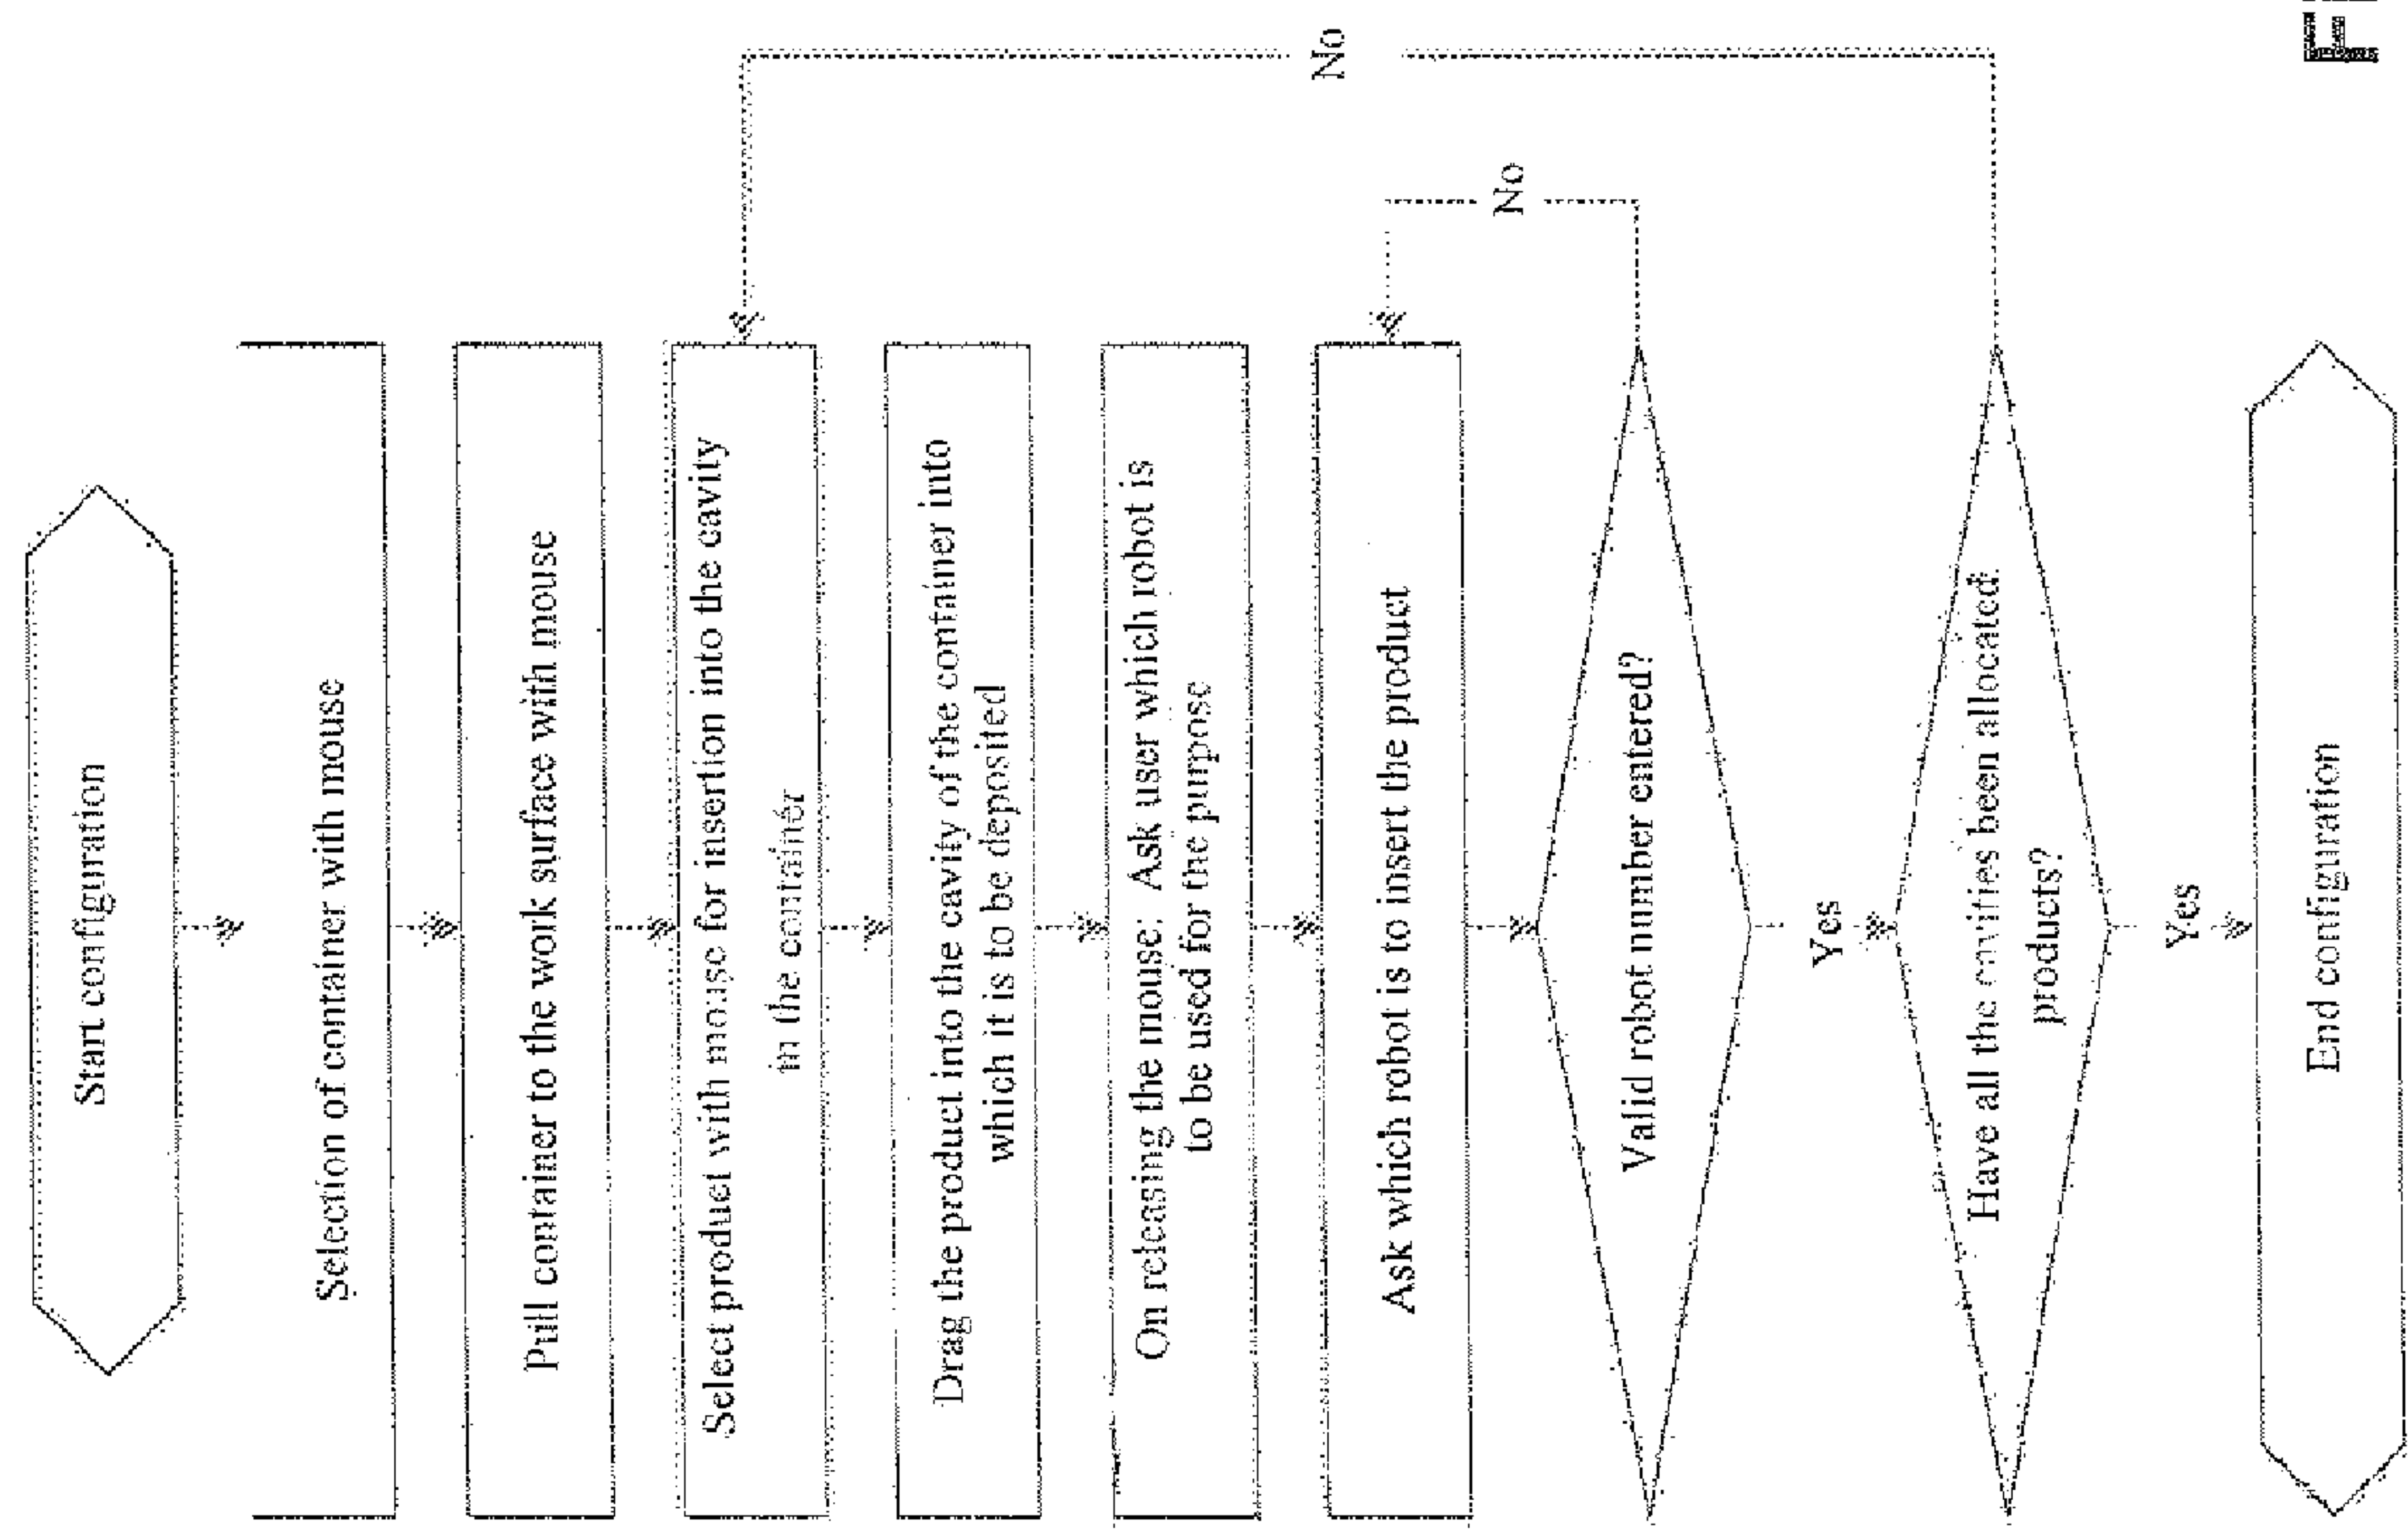 Start configuration
Selection of container with mouse
Pull container to the work surface with mouse
Select product with mouse for insertion into the cavity
in the container
Drag the product into the cavity of the container into
which it is to be deposited
On releasing the mouse: Ask user which robot is
to be used for the purpose
Ask which robot is to insert the product
No
Valid robot number entered?
Yes
No
Have all the cavities been allocated
products?
Yes
End configuration